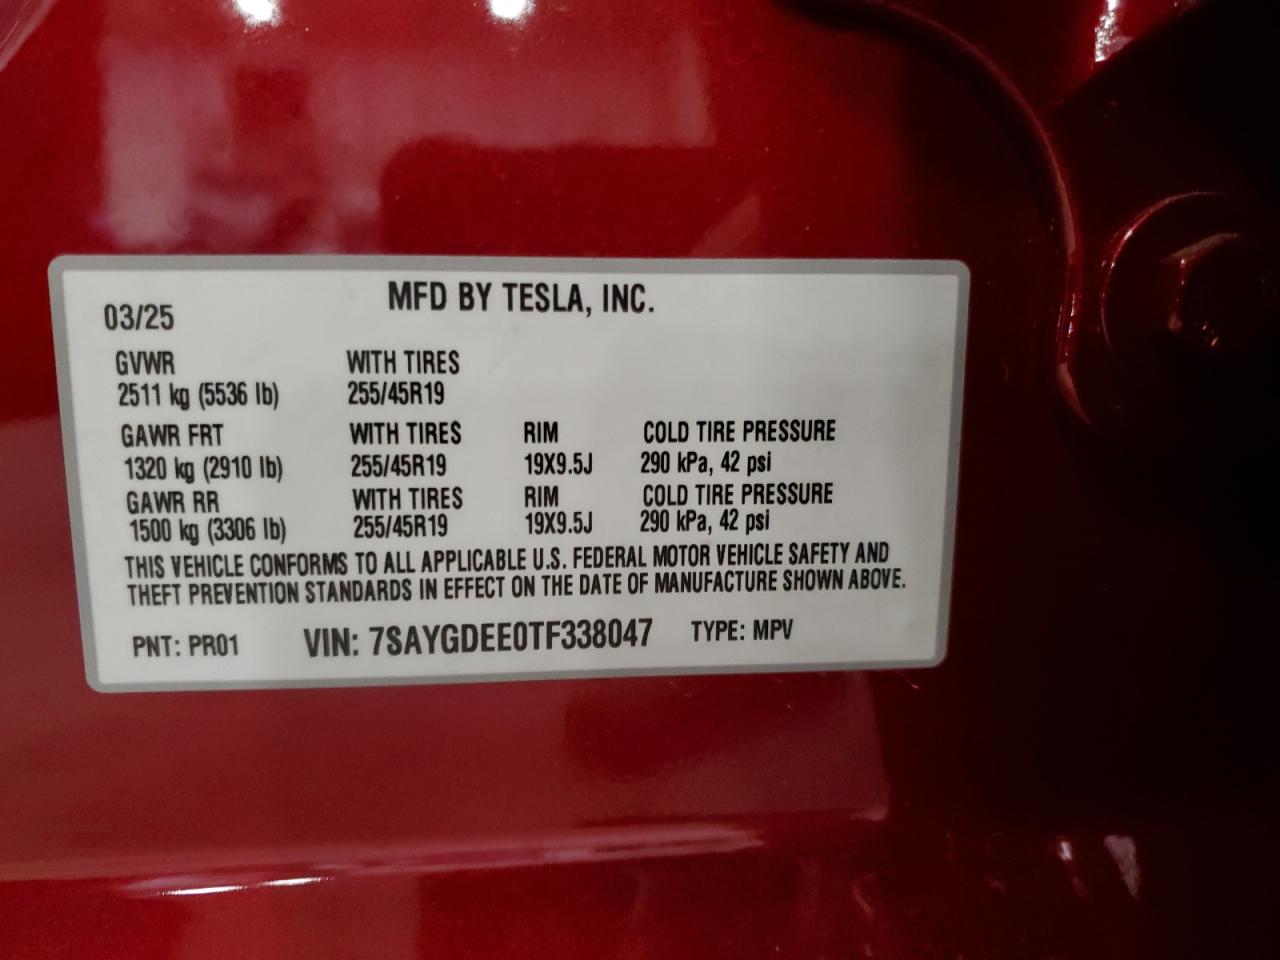 MFD BY TESLA, INC.
03/25
GVWR WITH TIRES
2511 kg (5536 lb) 255/45R19
GAWR FRT WITH TIRES RIM COLD TIRE PRESSURE
1320 kg (2910 lb) 255/45R19 19X9.5J 290 kPa, 42 psi
GAWR RR WITH TIRES RIM COLD TIRE PRESSURE
1500 kg (3306 lb) 255/45R19 19X9.5J 290 kPa, 42 psi
THIS VEHICLE CONFORMS TO ALL APPLICABLE U.S. FEDERAL MOTOR VEHICLE SAFETY AND
THEFT PREVENTION STANDARDS IN EFFECT ON THE DATE OF MANUFACTURE SHOWN ABOVE.
PNT: PR01 VIN: 7SAYGDEE0TF338047 TYPE: MPV